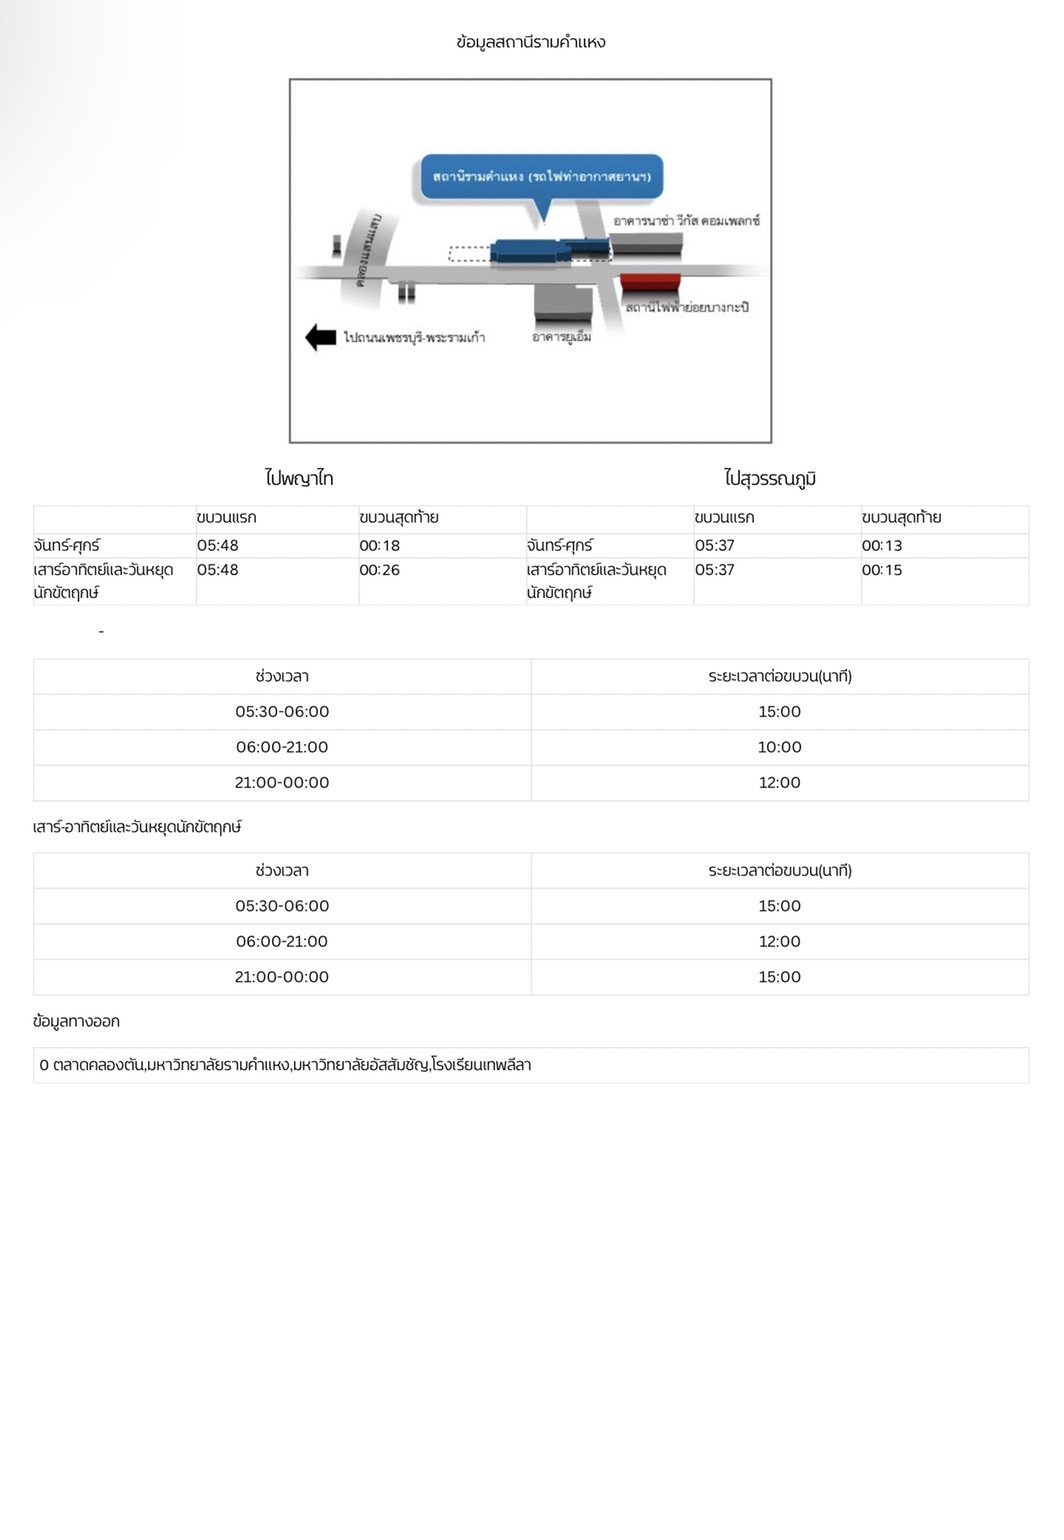 ข้อมูลสถานีรามคำแหง
สถานีรามคำแหง (รถไฟท่าอากาศยานฯ)
อาคารนาซ่า วีกัส คอมเพลกซ์
คลองแสนแสบ
สถานีไฟฟ้าย่อยบางกะปิ
ไปถนนเพชรบุรี-พระรามเก้า
อาคารยูเอ็ม
ไปพญาไท ไปสุวรรณภูมิ
ขบวนแรก ขบวนสุดท้าย ขบวนแรก ขบวนสุดท้าย
จันทร์-ศุกร์ 05:48 00:18 จันทร์-ศุกร์ 05:37 00:13
เสาร์อาทิตย์และวันหยุด 05:48 00:26 เสาร์อาทิตย์และวันหยุด 05:37 00:15
นักขัตฤกษ์ นักขัตฤกษ์
-
ช่วงเวลา ระยะเวลาต่อขบวน(นาที)
05:30-06:00 15:00
06:00-21:00 10:00
21:00-00:00 12:00
เสาร์-อาทิตย์และวันหยุดนักขัตฤกษ์
ช่วงเวลา ระยะเวลาต่อขบวน(นาที)
05:30-06:00 15:00
06:00-21:00 12:00
21:00-00:00 15:00
ข้อมูลทางออก
0 ตลาดคลองตัน,มหาวิทยาลัยรามคำแหง,มหาวิทยาลัยอัสสัมชัญ,โรงเรียนเทพลีลา